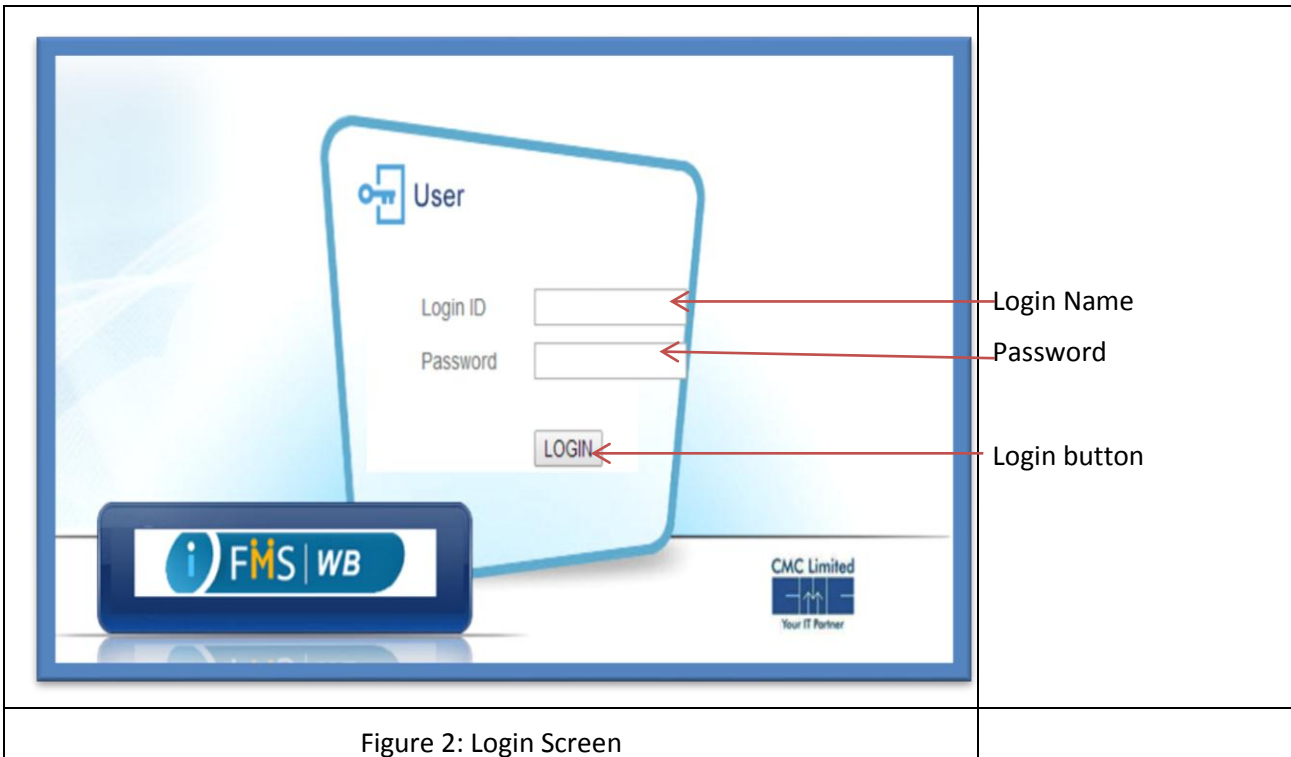 User
Login ID
Login Name
Password
Password
LOGIN
Login button
i FMS | WB
CMC Limited
Your IT Partner
Figure 2: Login Screen